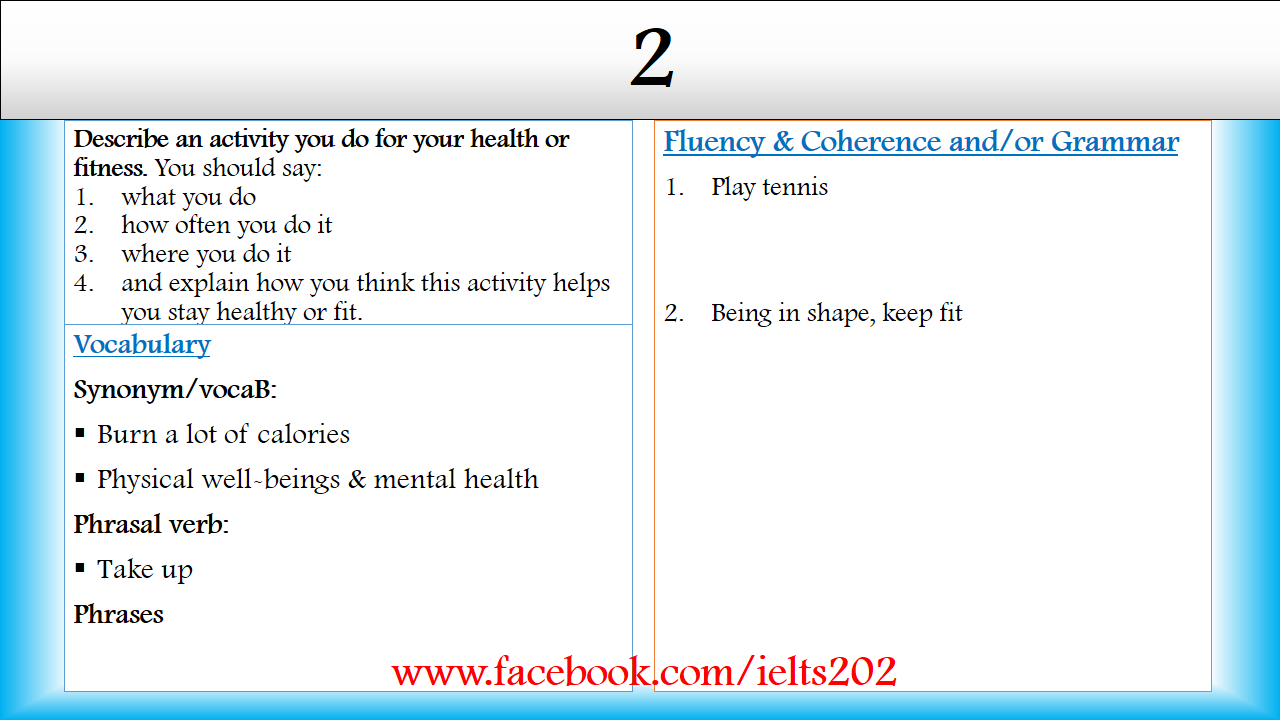 2
Describe an activity you do for your health or
fitness. You should say:
1. what you do
2. how often you do it
3. where you do it
4. and explain how you think this activity helps
you stay healthy or fit.
Vocabulary
Synonym/vocaB:
▪ Burn a lot of calories
▪ Physical well-beings & mental health
Phrasal verb:
▪ Take up
Phrases
Fluency & Coherence and/or Grammar
1. Play tennis
2. Being in shape, keep fit
www.facebook.com/ielts202